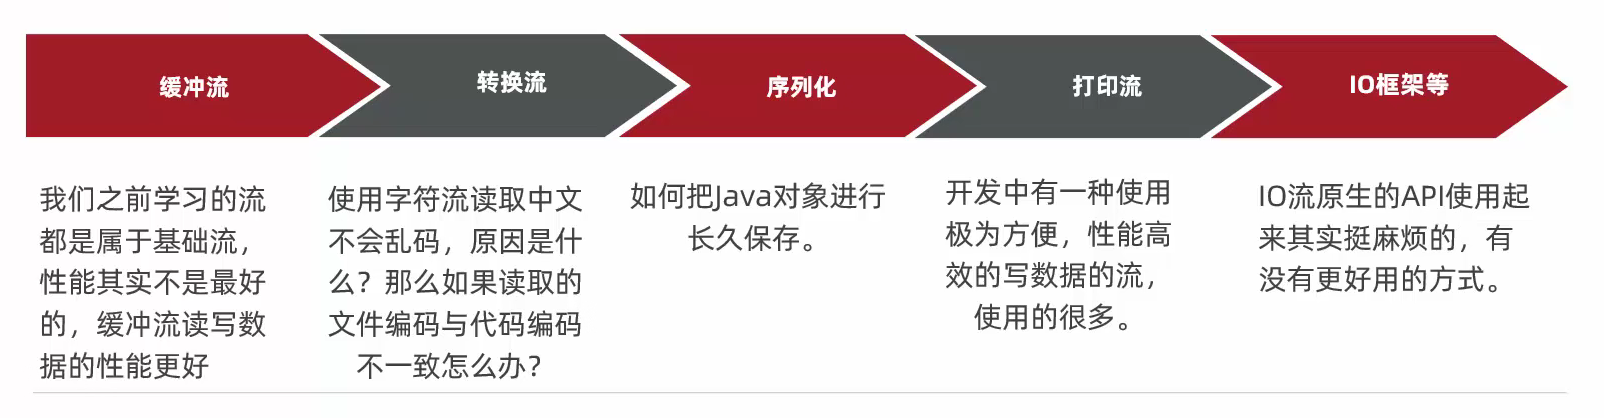 缓冲流
转换流
序列化
打印流
IO框架等
我们之前学习的流
都是属于基础流，
性能其实不是最好
的，缓冲流读写数
据的性能更好
使用字符流读取中文
不会乱码，原因是什
么？那么如果读取的
文件编码与代码编码
不一致怎么办？
如何把Java对象进行
长久保存。
开发中有一种使用
极为方便，性能高
效的写数据的流，
使用的很多。
IO流原生的API使用起
来其实挺麻烦的，有
没有更好用的方式。